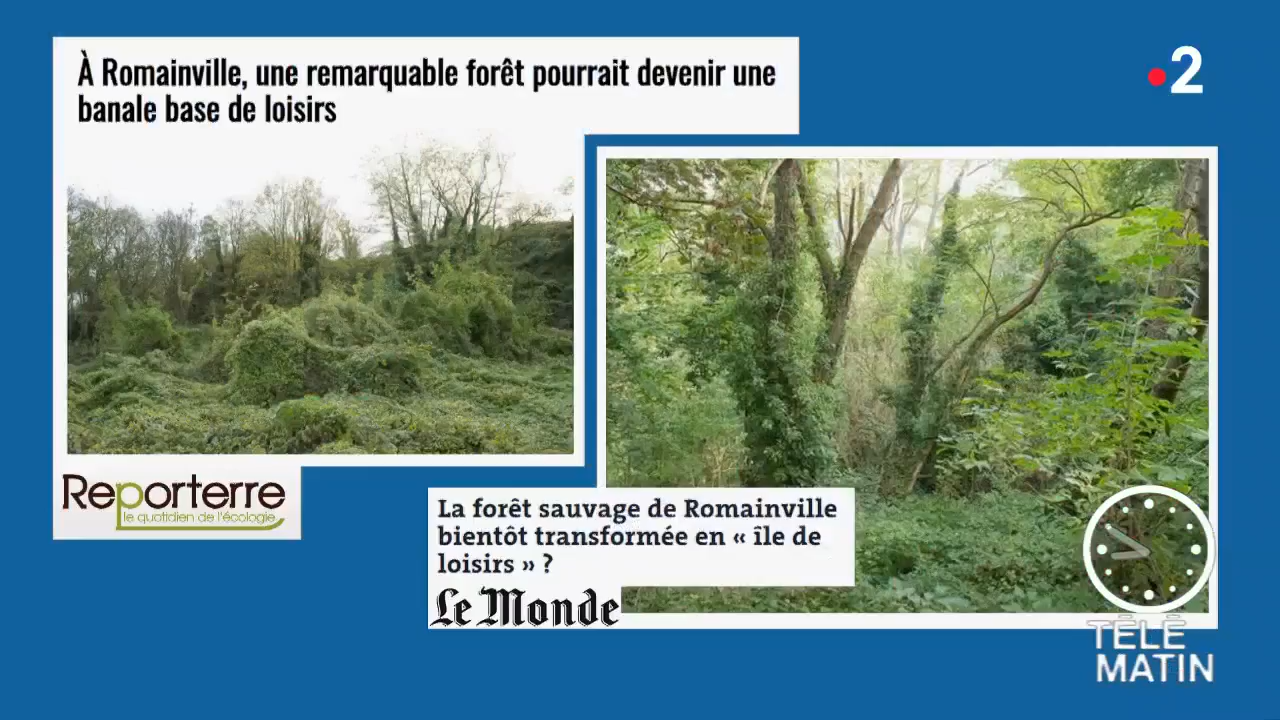 À Romainville, une remarquable forêt pourrait devenir une
banale base de loisirs
2
Reporterre
le quotidien de l'écologie
La forêt sauvage de Romainville
bientôt transformée en « île de
loisirs » ?
Le Monde
TÉLÉ
MATIN